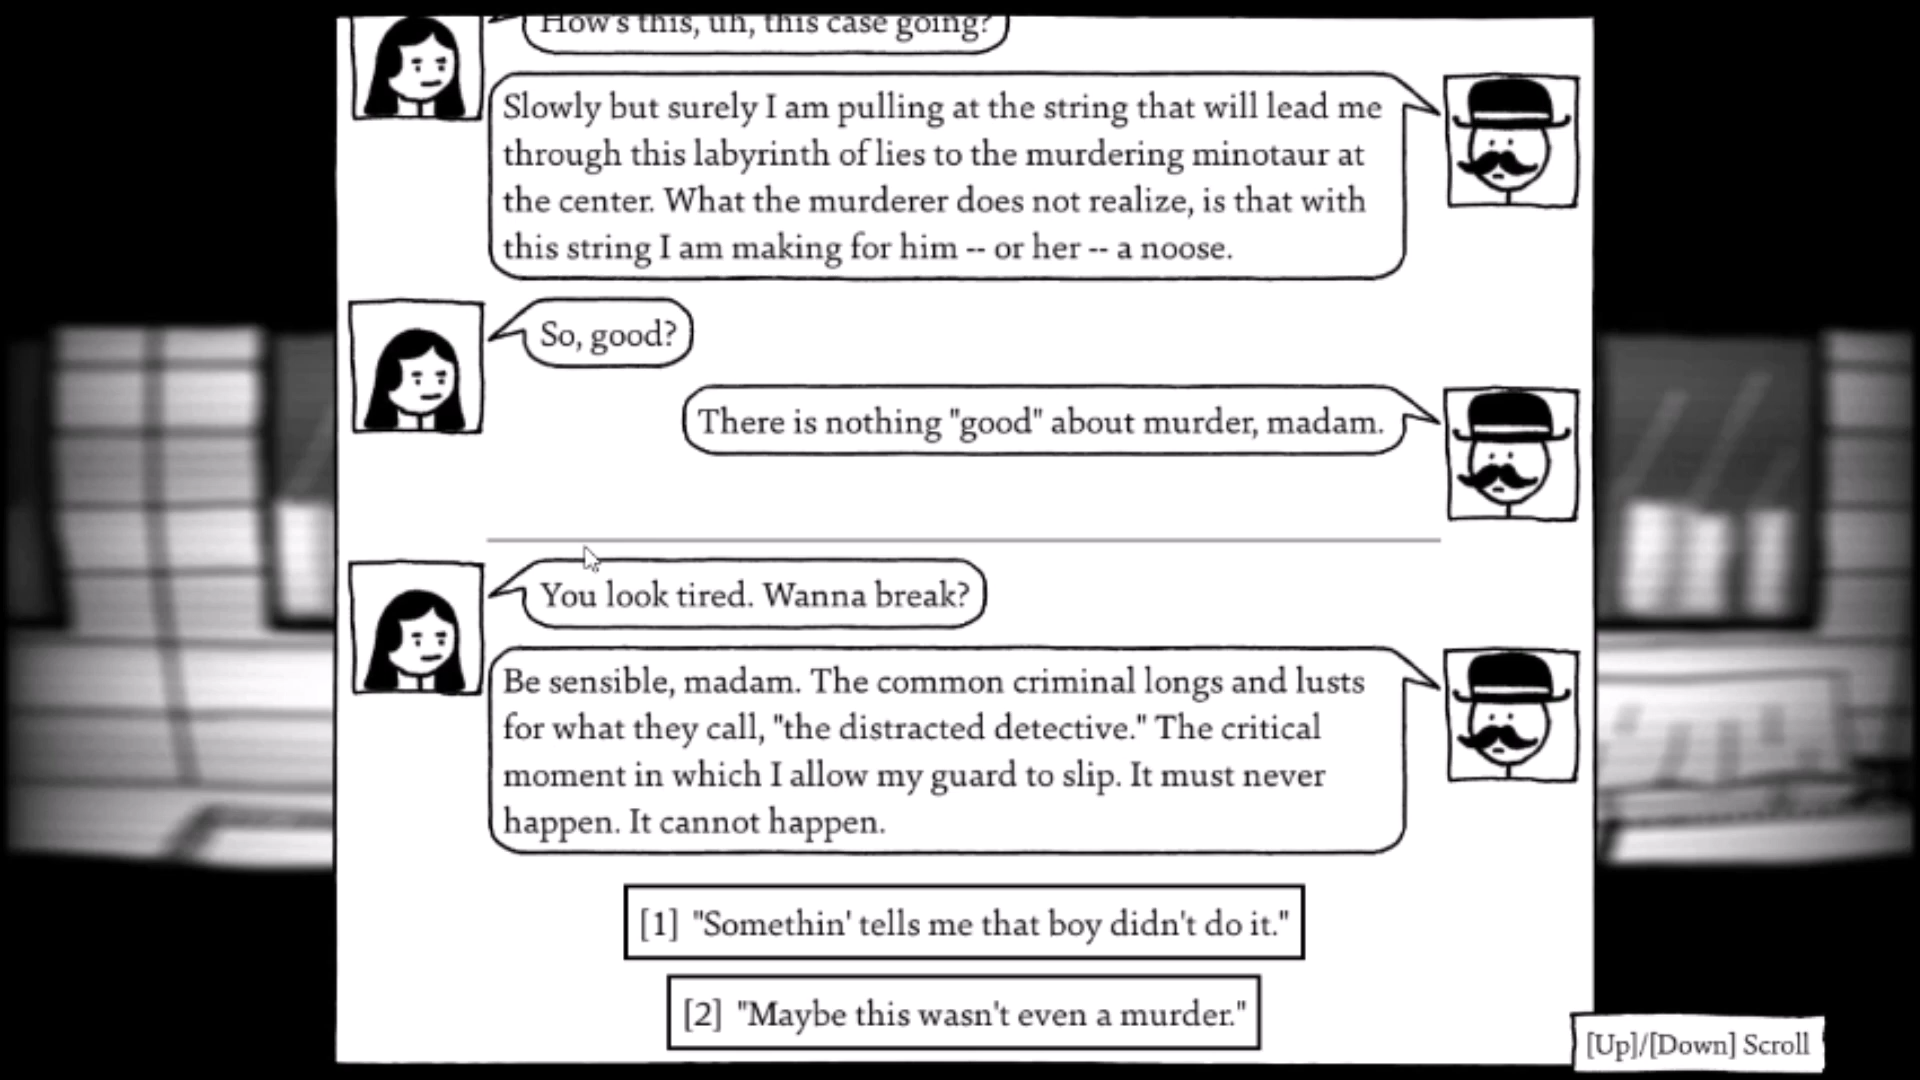 How's this, uh, this case going?
Slowly but surely I am pulling at the string that will lead me
through this labyrinth of lies to the murdering minotaur at
the center. What the murderer does not realize, is that with
this string I am making for him -- or her -- a noose.
So, good?
There is nothing "good" about murder, madam.
You look tired. Wanna break?
Be sensible, madam. The common criminal longs and lusts
for what they call, "the distracted detective." The critical
moment in which I allow my guard to slip. It must never
happen. It cannot happen.
[1] "Somethin' tells me that boy didn't do it."
[2] "Maybe this wasn't even a murder."
[Up]/[Down] Scroll